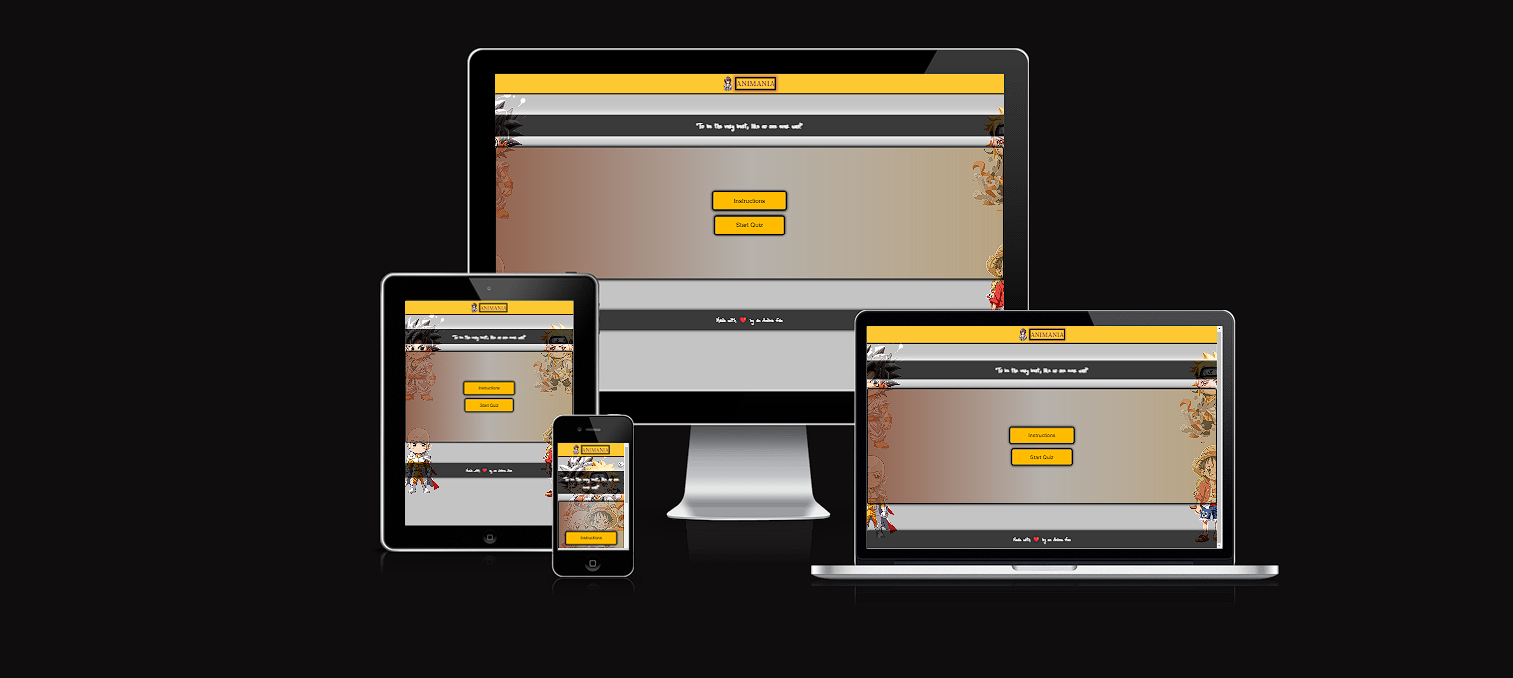 ANIMANIA
"To be the very best, like no one ever was!"
Instructions
Start Quiz
Made with ❤ by an Anime Fan
ANIMANIA
"To be the very best, like no one ever was!"
Instructions
Start Quiz
Made with ❤ by an Anime Fan
ANIMANIA
"To be the very best, like no one
ever was!"
Instructions
ANIMANIA
"To be the very best, like no one ever was!"
Instructions
Start Quiz
Made with ❤ by an Anime Fan